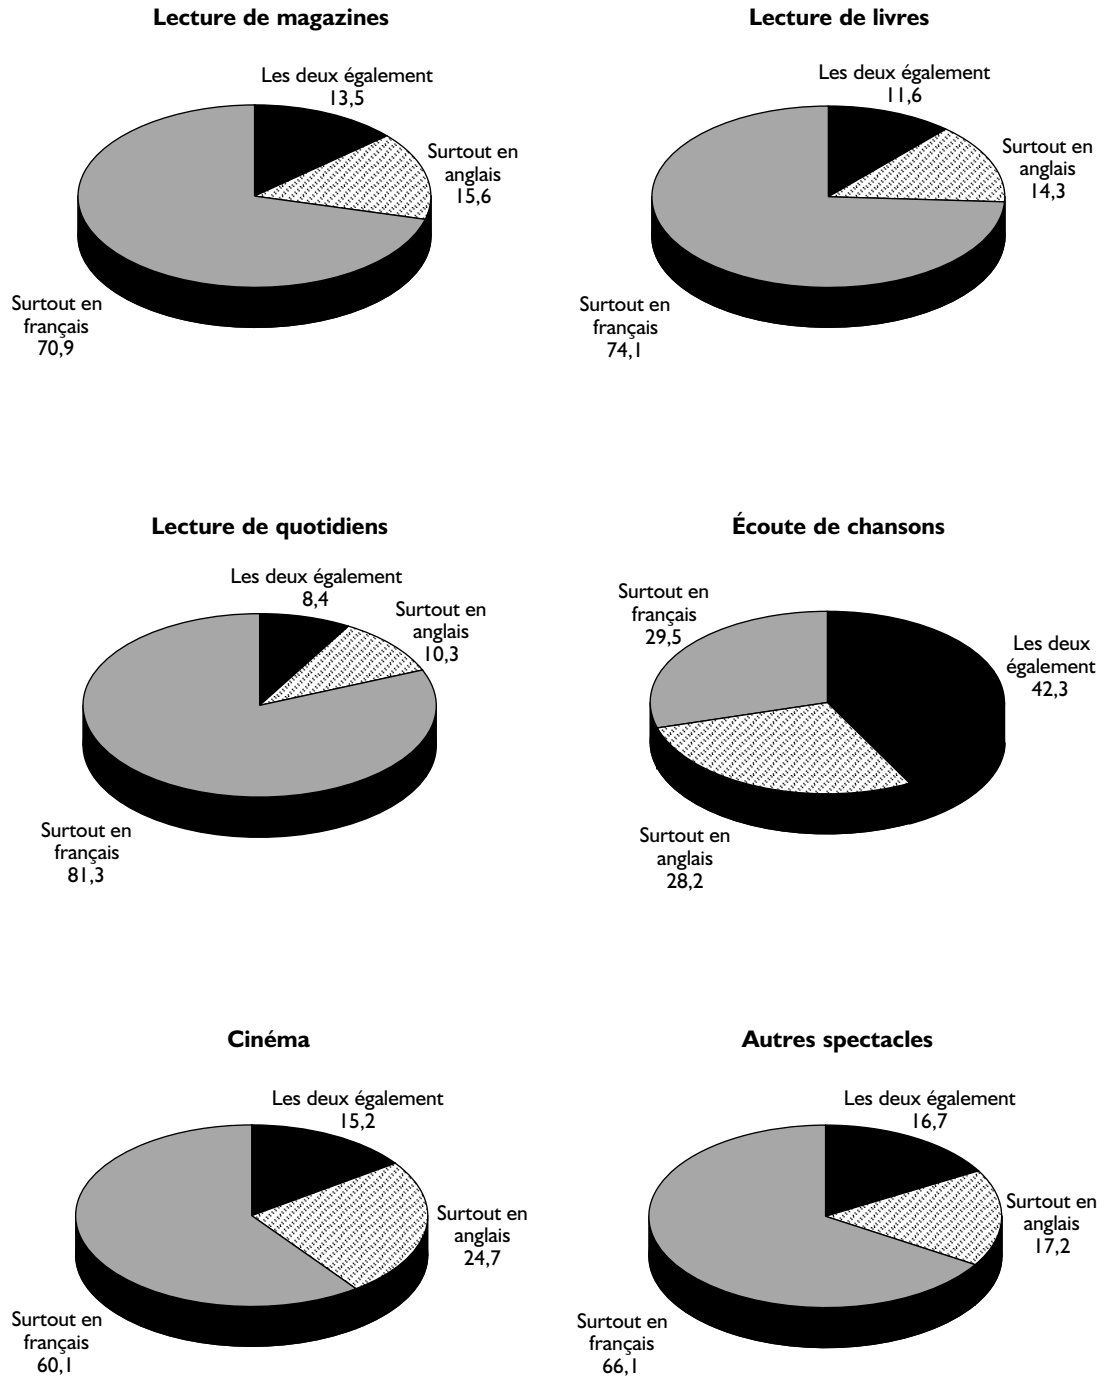 Lecture de magazines
Les deux également
13,5
Surtout en
anglais
15,6
Surtout en
français
70,9
Lecture de livres
Les deux également
11,6
Surtout en
anglais
14,3
Surtout en
français
74,1
Lecture de quotidiens
Les deux également
8,4
Surtout en
anglais
10,3
Surtout en
français
81,3
Écoute de chansons
Surtout en
français
29,5
Les deux
également
42,3
Surtout en
anglais
28,2
Cinéma
Les deux également
15,2
Surtout en
anglais
24,7
Surtout en
français
60,1
Autres spectacles
Les deux également
16,7
Surtout en
anglais
17,2
Surtout en
français
66,1